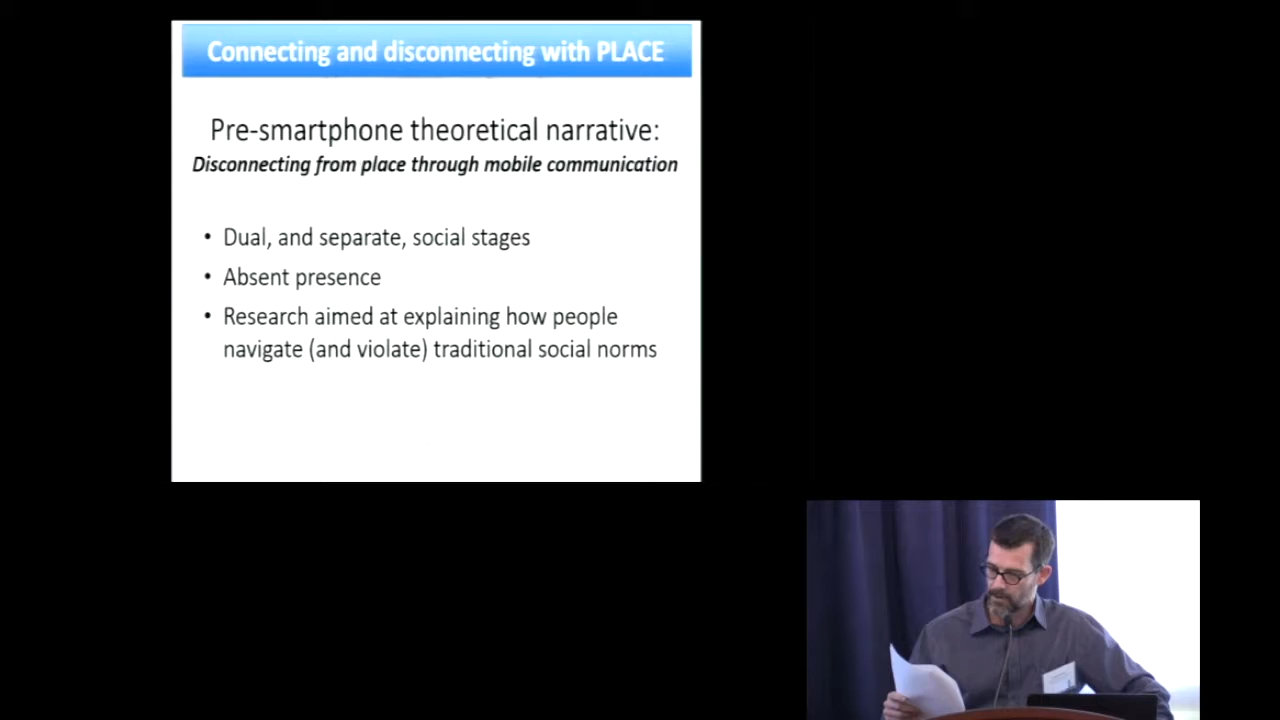 Connecting and disconnecting with PLACE
Pre-smartphone theoretical narrative:
Disconnecting from place through mobile communication
• Dual, and separate, social stages
• Absent presence
• Research aimed at explaining how people
navigate (and violate) traditional social norms